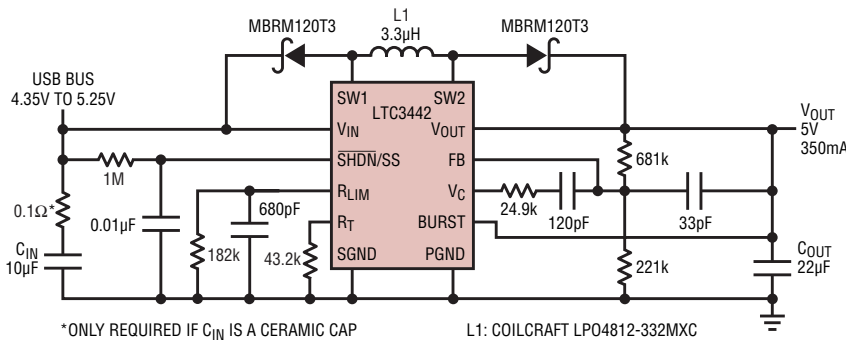 MBRM120T3
L1
3.3µH
MBRM120T3
USB BUS
4.35V TO 5.25V
SW1
SW2
LTC3442
VIN
VOUT
SHDN/SS
FB
RLIM
VC
RT
BURST
SGND
PGND
1M
0.1Ω*
0.01µF
CIN
10µF
182k
680pF
43.2k
24.9k
120pF
681k
33pF
221k
VOUT
5V
350mA
COUT
22µF
*ONLY REQUIRED IF CIN IS A CERAMIC CAP
L1: COILCRAFT LPO4812-332MXC